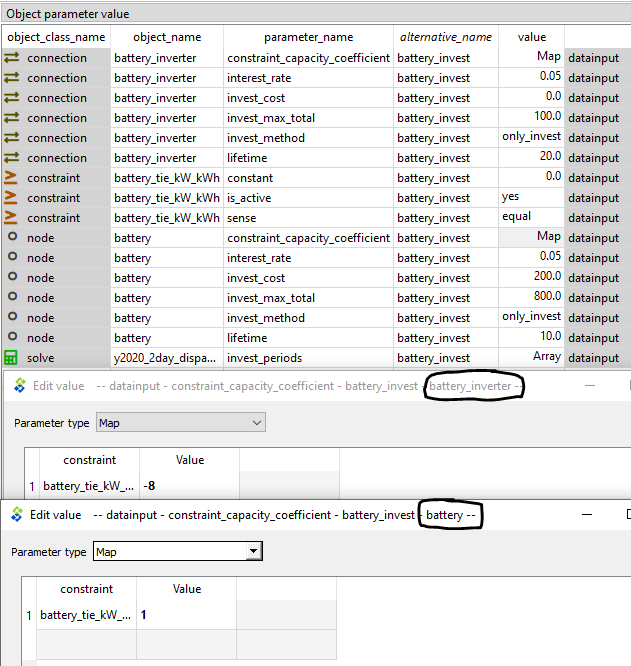 Object parameter value
object_class_name object_name parameter_name alternative_name value
connection battery_inverter constraint_capacity_coefficient battery_invest Map datainput
connection battery_inverter interest_rate battery_invest 0.05 datainput
connection battery_inverter invest_cost battery_invest 0.0 datainput
connection battery_inverter invest_max_total battery_invest 100.0 datainput
connection battery_inverter invest_method battery_invest only_invest datainput
connection battery_inverter lifetime battery_invest 20.0 datainput
constraint battery_tie_kW_kWh constant battery_invest 0.0 datainput
constraint battery_tie_kW_kWh is_active battery_invest yes datainput
constraint battery_tie_kW_kWh sense battery_invest equal datainput
node battery constraint_capacity_coefficient battery_invest Map datainput
node battery interest_rate battery_invest 0.05 datainput
node battery invest_cost battery_invest 200.0 datainput
node battery invest_max_total battery_invest 800.0 datainput
node battery invest_method battery_invest only_invest datainput
node battery lifetime battery_invest 10.0 datainput
solve y2020_2day_dispa... invest_periods battery_invest Array datainput
Edit value -- datainput - constraint_capacity_coefficient - battery_invest - battery_inverter --
Parameter type Map
constraint Value
1 battery_tie_kW_... -8
Edit value -- datainput - constraint_capacity_coefficient - battery_invest - battery --
Parameter type Map
constraint Value
1 battery_tie_kW_... 1